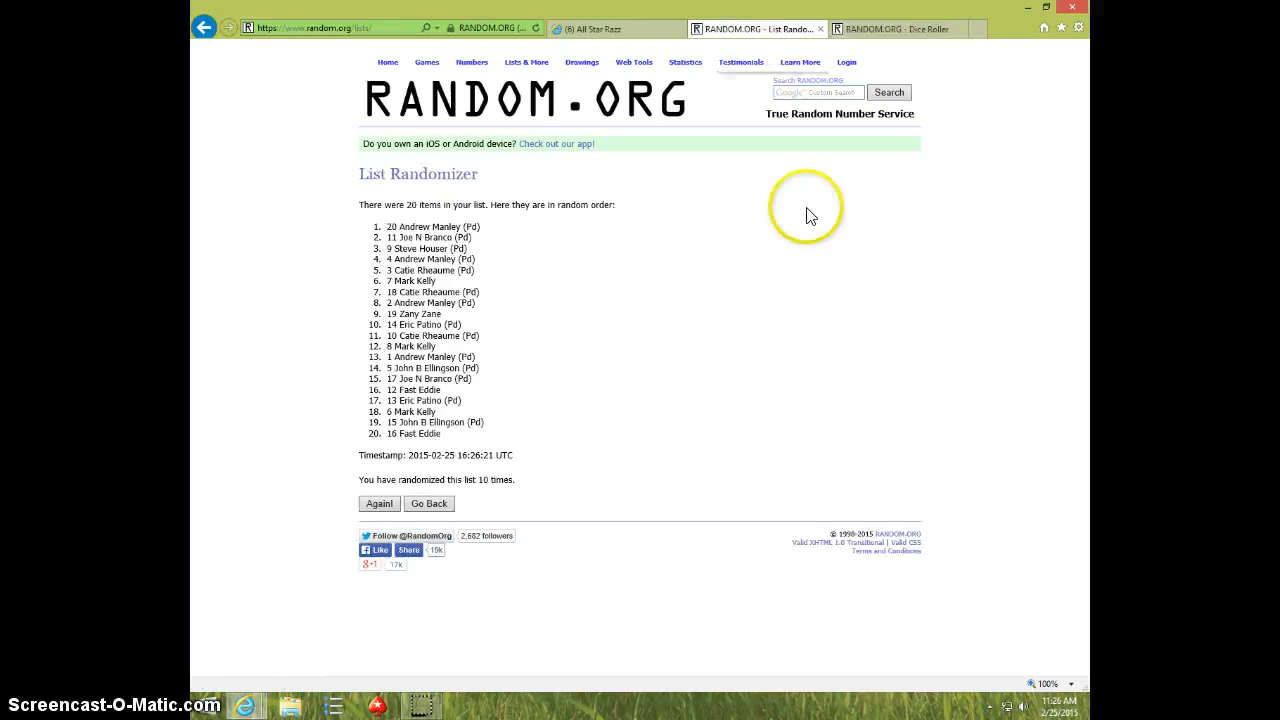 https://www.random.org/lists/
RANDOM.ORG (...
(6) All Star Razz
RANDOM.ORG - List Rando...
RANDOM.ORG - Dice Roller
Home Games Numbers Lists & More Drawings Web Tools Statistics Testimonials Learn More Login
RANDOM.ORG
Search RANDOM.ORG
Google Custom Search
Search
True Random Number Service
Do you own an iOS or Android device? Check out our app!
List Randomizer
There were 20 items in your list. Here they are in random order:
1. 20 Andrew Manley (Pd)
2. 11 Joe N Branco (Pd)
3. 9 Steve Houser (Pd)
4. 4 Andrew Manley (Pd)
5. 3 Catie Rheaume (Pd)
6. 7 Mark Kelly
7. 18 Catie Rheaume (Pd)
8. 2 Andrew Manley (Pd)
9. 19 Zany Zane
10. 14 Eric Patino (Pd)
11. 10 Catie Rheaume (Pd)
12. 8 Mark Kelly
13. 1 Andrew Manley (Pd)
14. 5 John B Ellingson (Pd)
15. 17 Joe N Branco (Pd)
16. 12 Fast Eddie
17. 13 Eric Patino (Pd)
18. 6 Mark Kelly
19. 15 John B Ellingson (Pd)
20. 16 Fast Eddie
Timestamp: 2015-02-25 16:26:21 UTC
You have randomized this list 10 times.
Again! Go Back
Follow @RandomOrg 2,682 followers
Like Share 19k
g+1 17k
© 1998-2015 RANDOM.ORG
Valid XHTML 1.0 Transitional | Valid CSS
Terms and Conditions
100%
11:26 AM
2/25/2015
Screencast-O-Matic.com